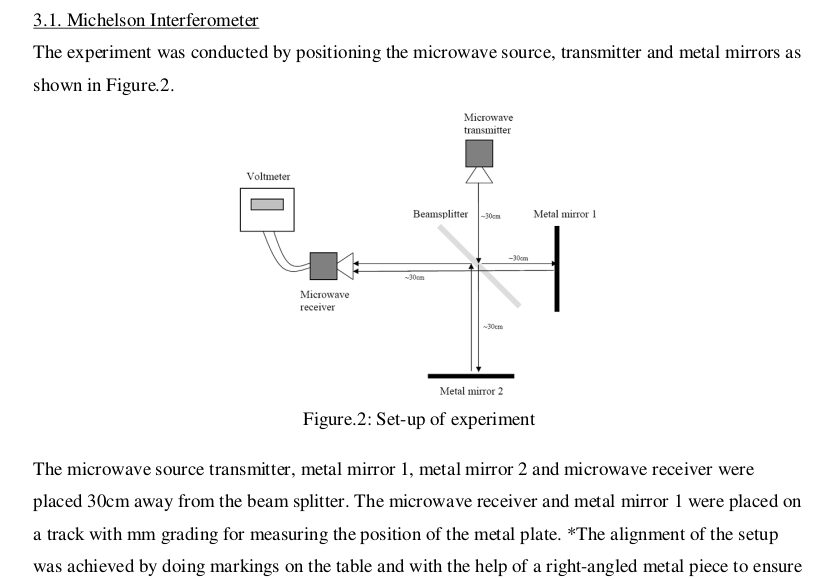 3.1. Michelson Interferometer
The experiment was conducted by positioning the microwave source, transmitter and metal mirrors as
shown in Figure.2.
Microwave
transmitter
Voltmeter
Beamsplitter
~30cm
Metal mirror 1
~30cm
~30cm
Microwave
receiver
~30cm
Metal mirror 2
Figure.2: Set-up of experiment
The microwave source transmitter, metal mirror 1, metal mirror 2 and microwave receiver were
placed 30cm away from the beam splitter. The microwave receiver and metal mirror 1 were placed on
a track with mm grading for measuring the position of the metal plate. *The alignment of the setup
was achieved by doing markings on the table and with the help of a right-angled metal piece to ensure